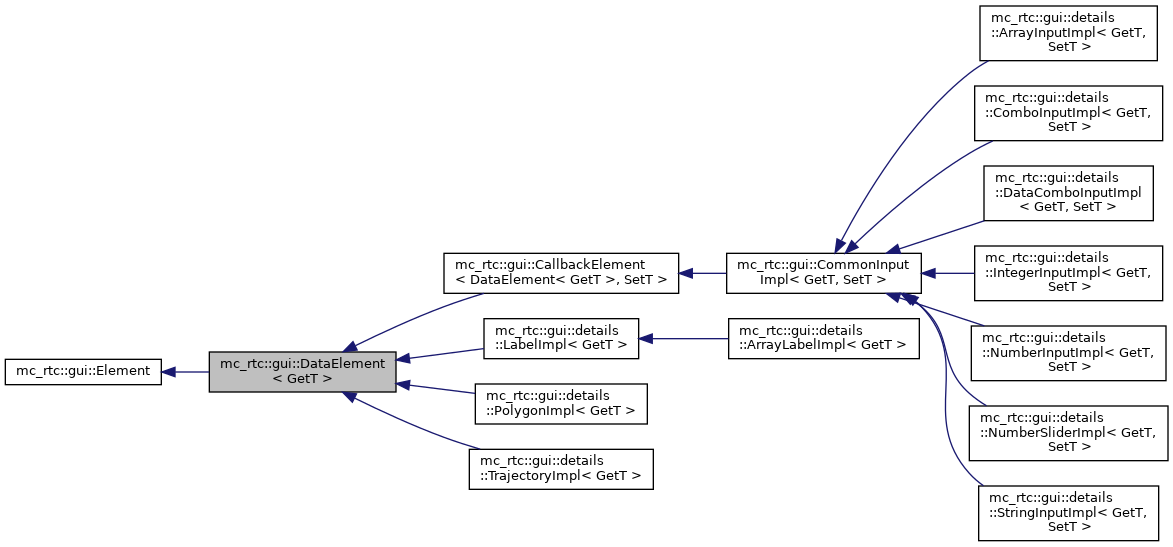 mc_rtc::gui::Element
mc_rtc::gui::DataElement
< GetT >
mc_rtc::gui::CallbackElement
< DataElement< GetT >, SetT >
mc_rtc::gui::details
::LabelImpl< GetT >
mc_rtc::gui::details
::PolygonImpl< GetT >
mc_rtc::gui::details
::TrajectoryImpl< GetT >
mc_rtc::gui::CommonInput
Impl< GetT, SetT >
mc_rtc::gui::details
::ArrayLabelImpl< GetT >
mc_rtc::gui::details
::ArrayInputImpl< GetT,
SetT >
mc_rtc::gui::details
::ComboInputImpl< GetT,
SetT >
mc_rtc::gui::details
::DataComboInputImpl
< GetT, SetT >
mc_rtc::gui::details
::IntegerInputImpl< GetT,
SetT >
mc_rtc::gui::details
::NumberInputImpl< GetT,
SetT >
mc_rtc::gui::details
::NumberSliderImpl< GetT,
SetT >
mc_rtc::gui::details
::StringInputImpl< GetT,
SetT >